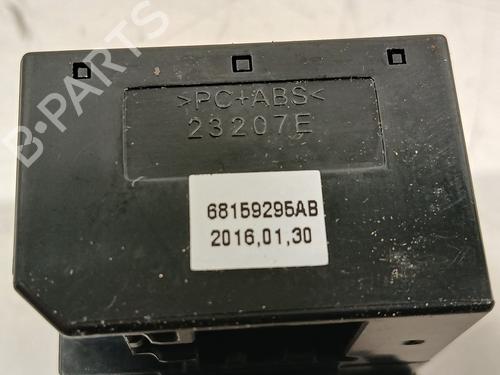 B-PARTS
>PC+ABS<
23207E
68159295AB
2016,01,30